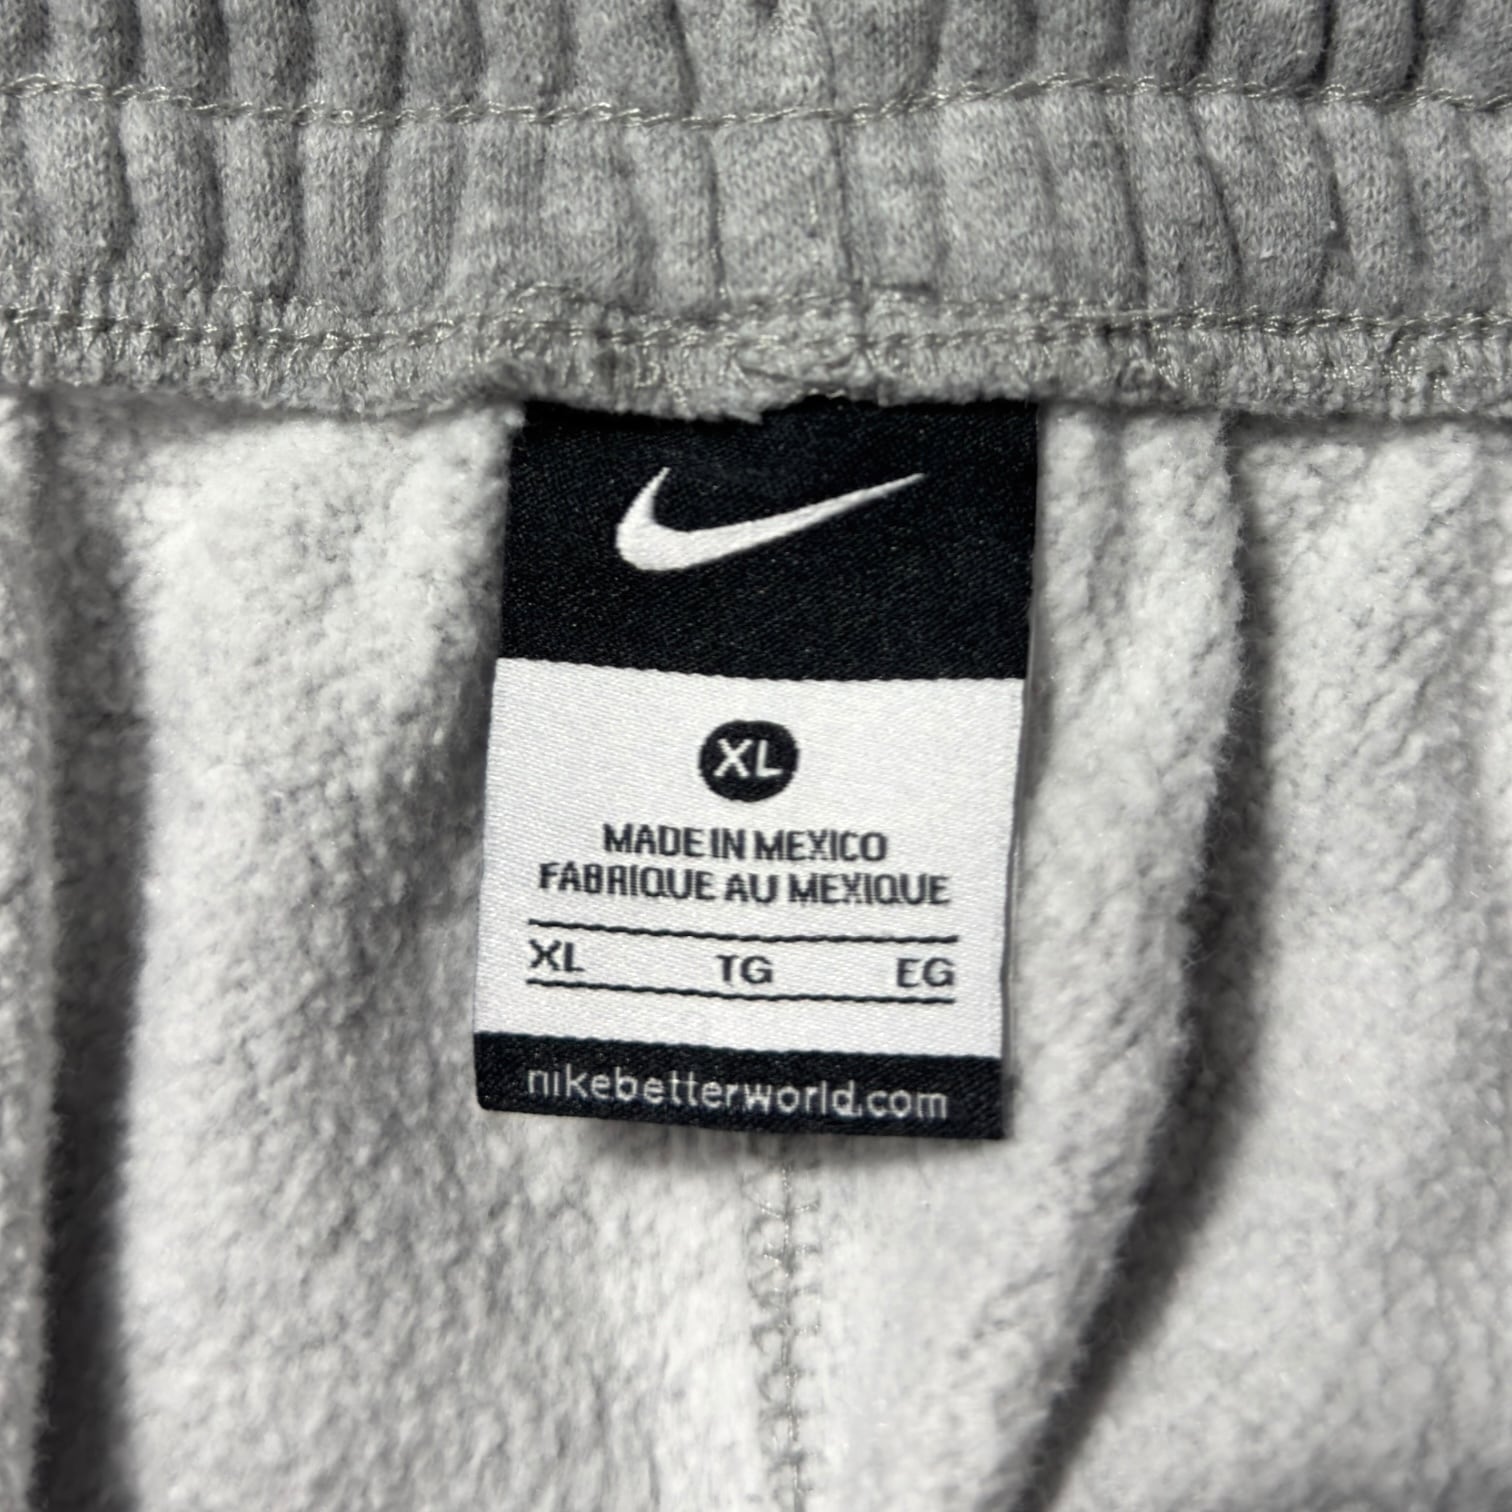 XL
MADE IN MEXICO
FABRIQUE AU MEXIQUE
XL TG EG
nikebetterworld.com